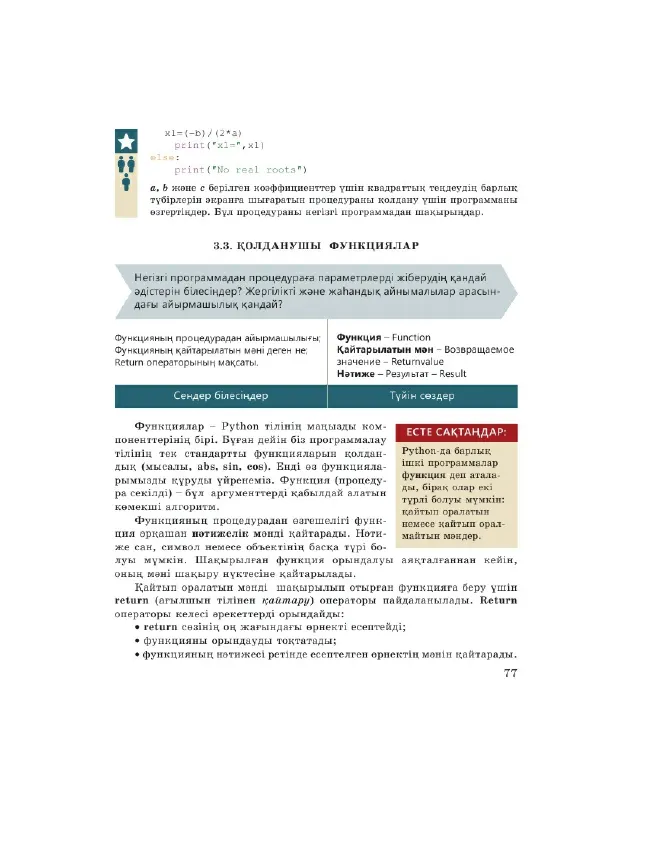 x1=(-b)/(2*a)
print("x1=",x1)
else:
print("No real roots")
a, b және c берілген коэффициенттер үшін квадраттық теңдеудің барлық
түбірлерін экранға шығаратын процедураны қолдану үшін программаны
өзгертіңдер. Бұл процедураны негізгі программадан шақырыңдар.
3.3. ҚОЛДАНУШЫ ФУНКЦИЯЛАР
Негізгі программадан процедураға параметрлерді жіберудің қандай
әдістерін білесіңдер? Жергілікті және жаһандық айнымалылар арасын-
дағы айырмашылық қандай?
Функцияның процедурадан айырмашылығы;
Функцияның қайтарылатын мәні деген не;
Return операторының мақсаты.
Функция – Function
Қайтарылатын мән – Возвращаемое
значение – Returnvalue
Нәтиже – Результат – Result
Сендер білесіңдер
Түйін сөздер
Функциялар – Python тілінің маңызды ком-
поненттерінің бірі. Бұған дейін біз программалау
тілінің тек стандартты функцияларын қолдан-
дық (мысалы, abs, sin, cos). Енді өз функцияла-
рымызды құруды үйренеміз. Функция (процеду-
ра секілді) – бұл аргументтерді қабылдай алатын
көмекші алгоритм.
Функцияның процедурадан өзгешелігі функ-
ция әрқашан нәтижелік мәнді қайтарады. Нәти-
же сан, символ немесе объектінің басқа түрі бо-
луы мүмкін. Шақырылған функция орындалуы аяқталғаннан кейін,
оның мәні шақыру нүктесіне қайтарылады.
ЕСТЕ САҚТАҢДАР:
Python-да барлық
ішкі программалар
функция деп атала-
ды, бірақ олар екі
түрлі болуы мүмкін:
қайтып оралатын
немесе қайтып орал-
майтын мәндер.
Қайтып оралатын мәнді шақырылып отырған функцияға беру үшін
return (ағылшын тілінен қайтару) операторы пайдаланылады. Return
операторы келесі әрекеттерді орындайды:
• return сөзінің оң жағындағы өрнекті есептейді;
• функцияны орындауды тоқтатады;
• функцияның нәтижесі ретінде есептелген өрнектің мәнін қайтарады.
77